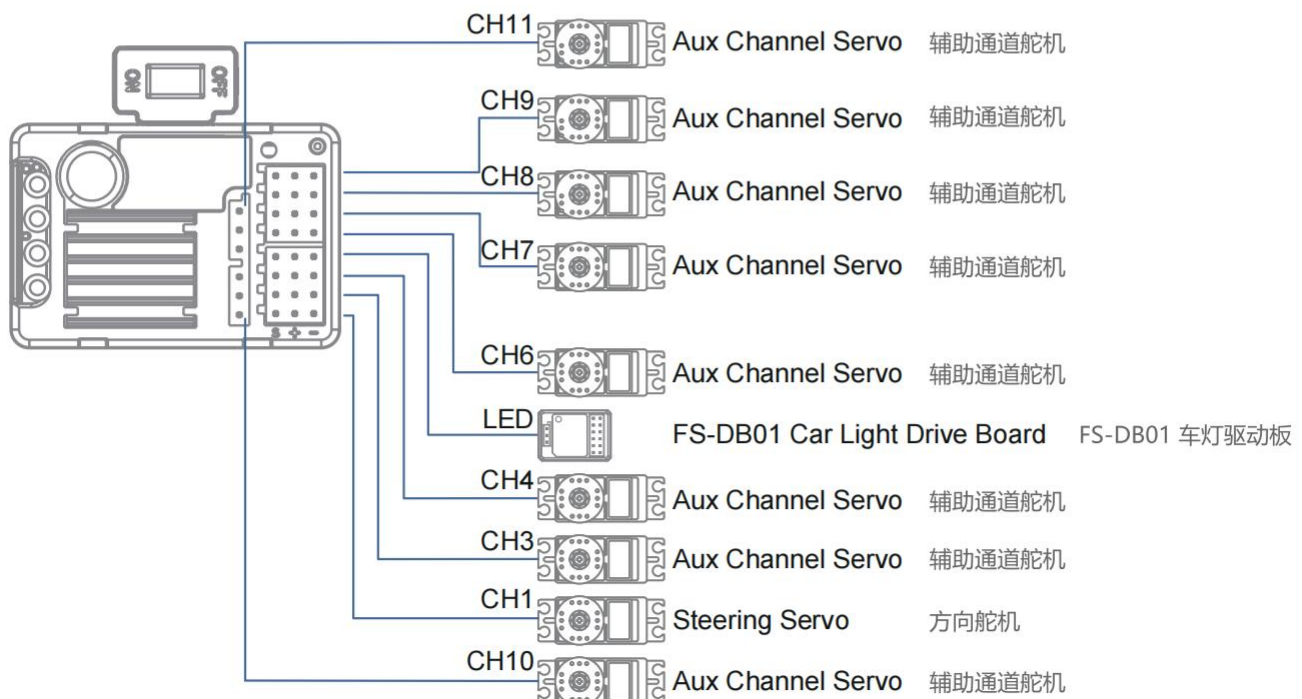 CH11 Aux Channel Servo 辅助通道舵机
ON OFF
CH9 Aux Channel Servo 辅助通道舵机
CH8 Aux Channel Servo 辅助通道舵机
CH7 Aux Channel Servo 辅助通道舵机
S + -
CH6 Aux Channel Servo 辅助通道舵机
LED FS-DB01 Car Light Drive Board FS-DB01 车灯驱动板
CH4 Aux Channel Servo 辅助通道舵机
CH3 Aux Channel Servo 辅助通道舵机
CH1 Steering Servo 方向舵机
CH10 Aux Channel Servo 辅助通道舵机